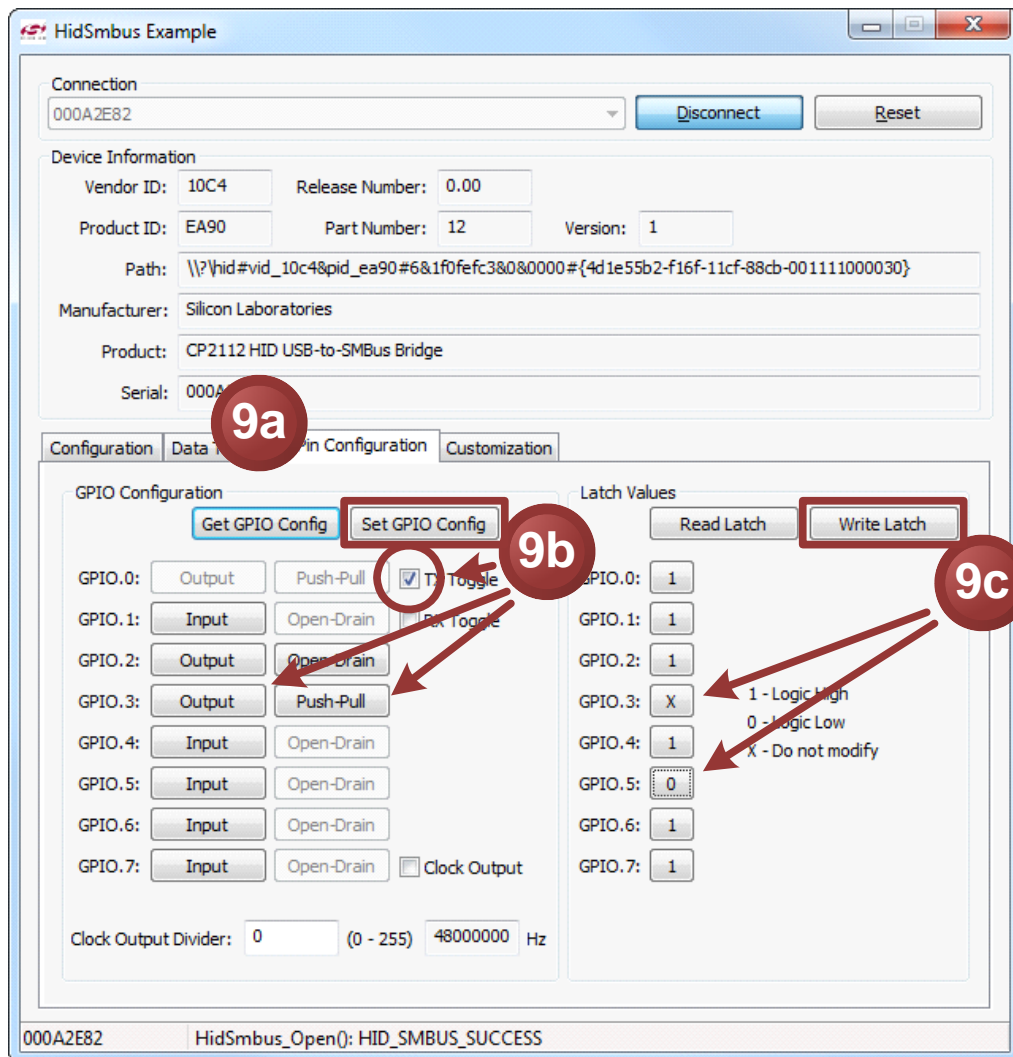 HidSmbus Example
Connection
000A2E82
Disconnect
Reset
Device Information
Vendor ID: 10C4 Release Number: 0.00
Product ID: EA90 Part Number: 12 Version: 1
Path: \\?\hid#vid_10c4&pid_ea90#6&1f0fefc3&0&0000#{4d1e55b2-f16f-11cf-88cb-001111000030}
Manufacturer: Silicon Laboratories
Product: CP2112 HID USB-to-SMBus Bridge
Serial:
9a
Configuration Data Pin Configuration Customization
GPIO Configuration
Get GPIO Config Set GPIO Config
9b
GPIO.0: Output Push-Pull TX Toggle
GPIO.1: Input Open-Drain RX Toggle
GPIO.2: Output Open-Drain
GPIO.3: Output Push-Pull
GPIO.4: Input Open-Drain
GPIO.5: Input Open-Drain
GPIO.6: Input Open-Drain
GPIO.7: Input Open-Drain Clock Output
Clock Output Divider: 0 (0 - 255) 48000000 Hz
Latch Values
Read Latch Write Latch
9c
GPIO.0: 1
GPIO.1: 1
GPIO.2: 1
GPIO.3: X
GPIO.4: 1
GPIO.5: 0
GPIO.6: 1
GPIO.7: 1
1 - Logic High
0 - Logic Low
X - Do not modify
000A2E82 HidSmbus_Open(): HID_SMBUS_SUCCESS